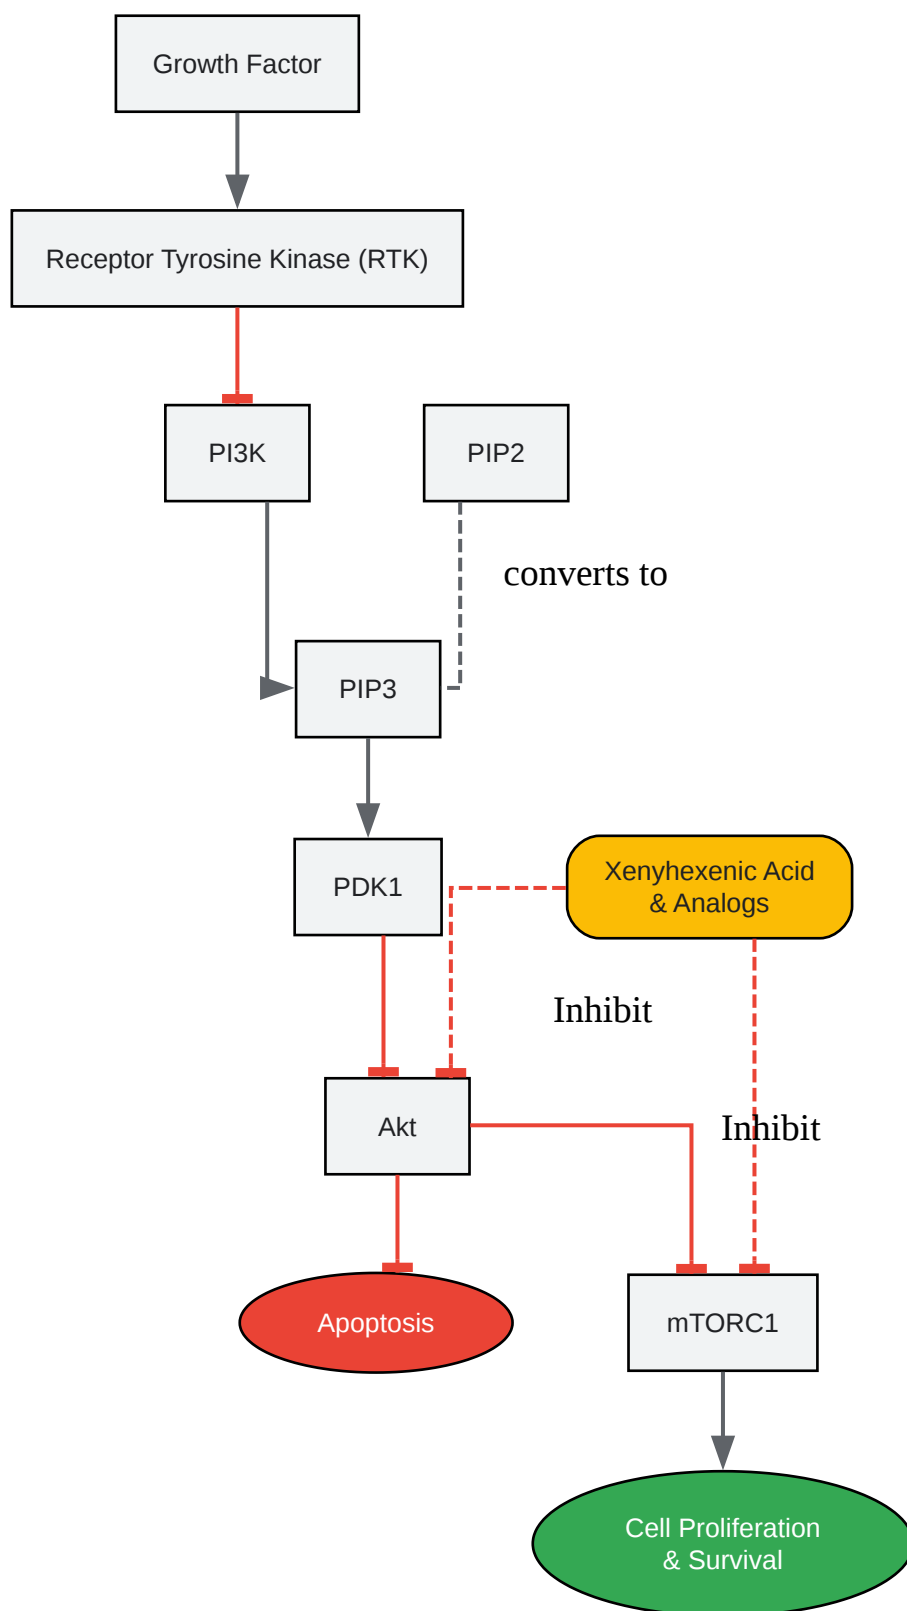 Growth Factor
Receptor Tyrosine Kinase (RTK)
PI3K
PIP2
converts to
PIP3
PDK1
Xenyhexenic Acid
& Analogs
Inhibit
Akt
Inhibit
Apoptosis
mTORC1
Cell Proliferation
& Survival